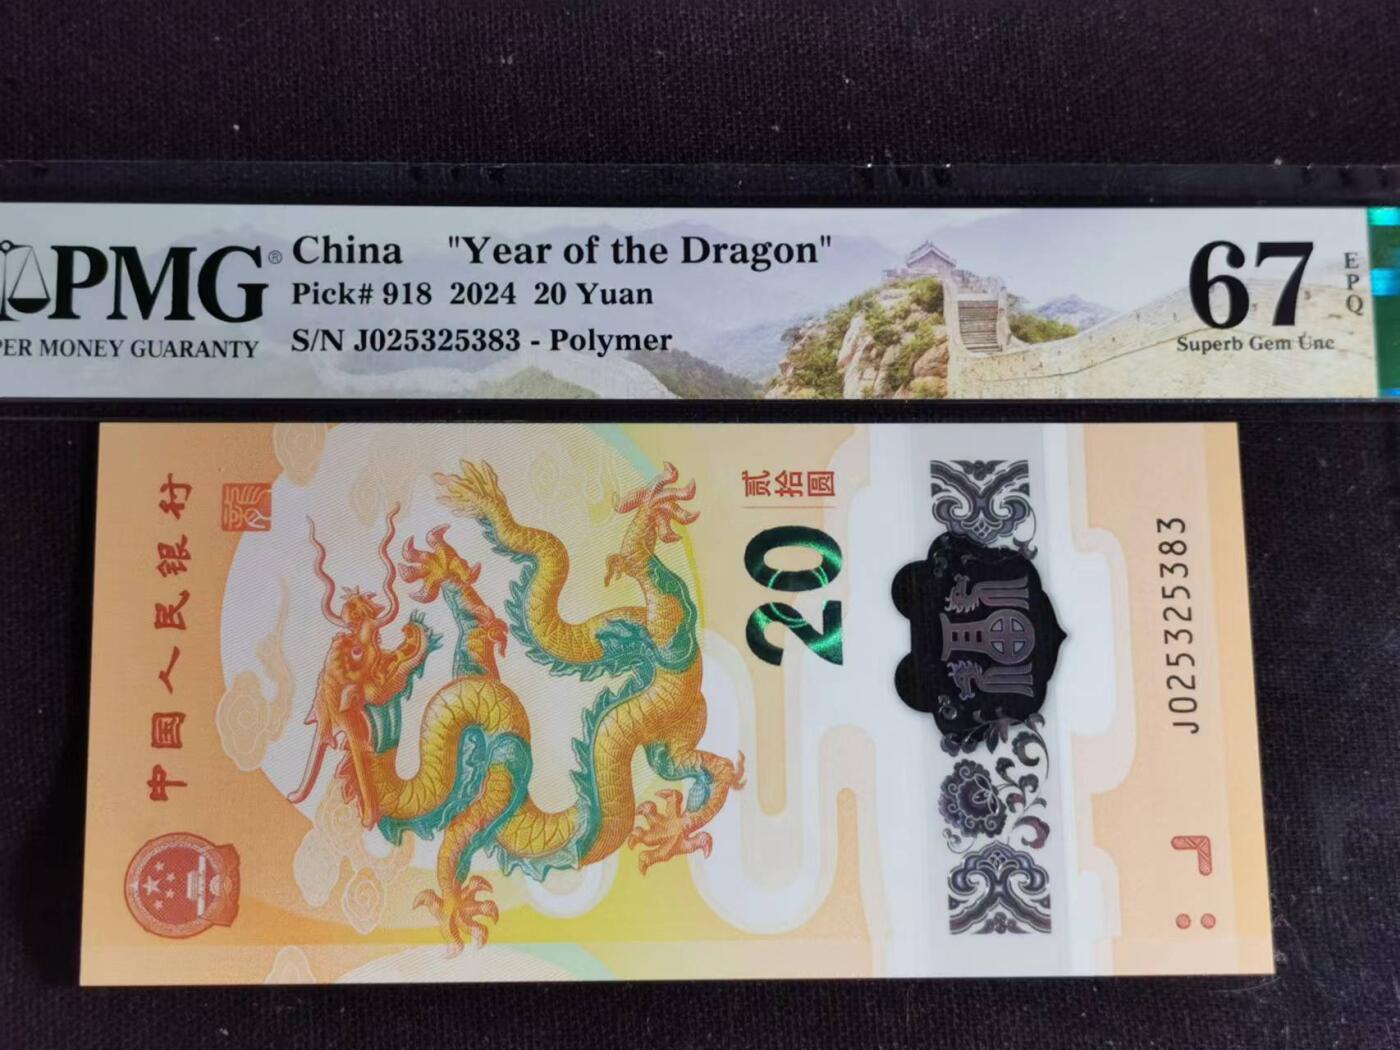 PMG®
PER MONEY GUARANTY
China "Year of the Dragon"
Pick# 918 2024 20 Yuan
S/N J025325383 - Polymer
67
EPQ
Superb Gem Unc
中国人民银行
贰拾圆
20
J025325383